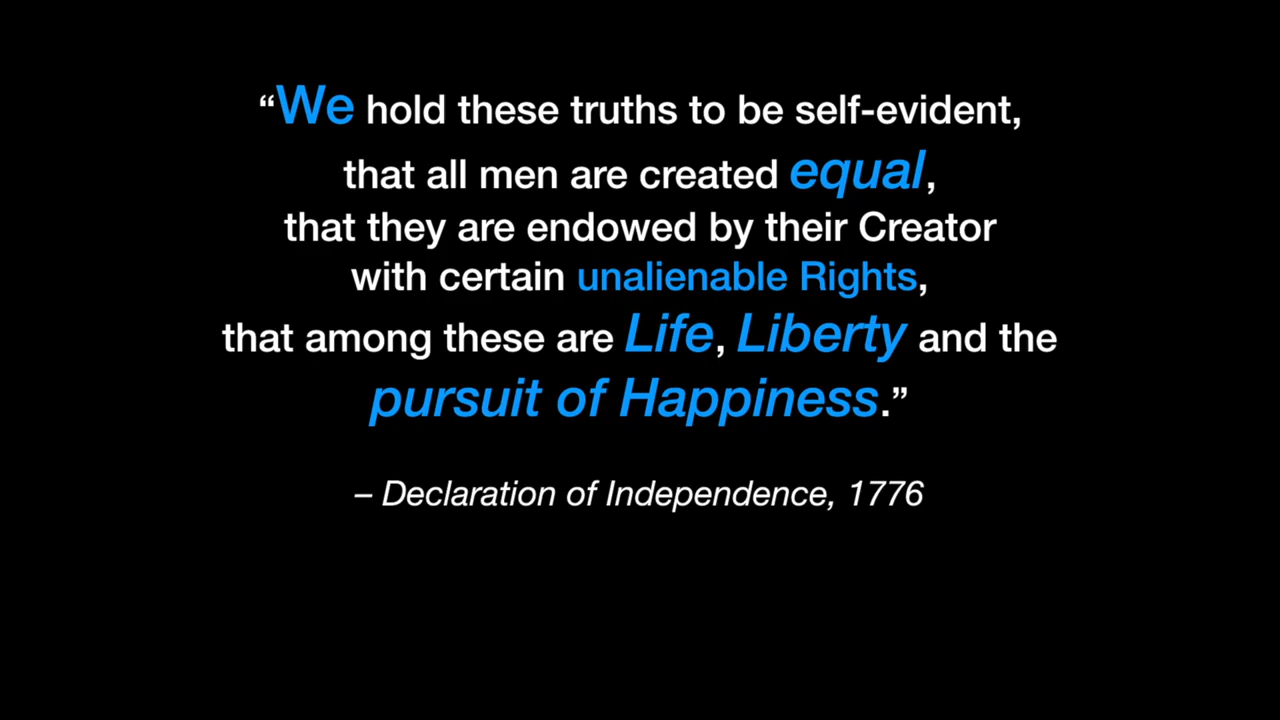 “We hold these truths to be self-evident,
that all men are created equal,
that they are endowed by their Creator
with certain unalienable Rights,
that among these are Life, Liberty and the
pursuit of Happiness.”
– Declaration of Independence, 1776